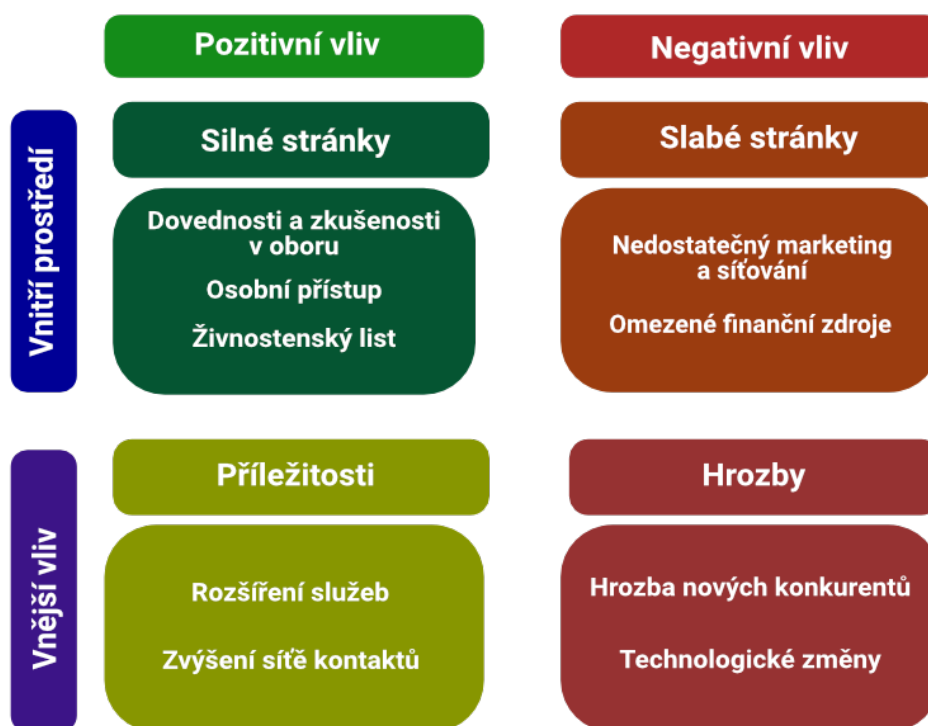 Pozitivní vliv
Negativní vliv
Vnitří prostředí
Silné stránky
Slabé stránky
Dovednosti a zkušenosti
v oboru
Osobní přístup
Živnostenský list
Nedostatečný marketing
a síťování
Omezené finanční zdroje
Vnější vliv
Příležitosti
Hrozby
Rozšíření služeb
Zvýšení síťě kontaktů
Hrozba nových konkurentů
Technologické změny